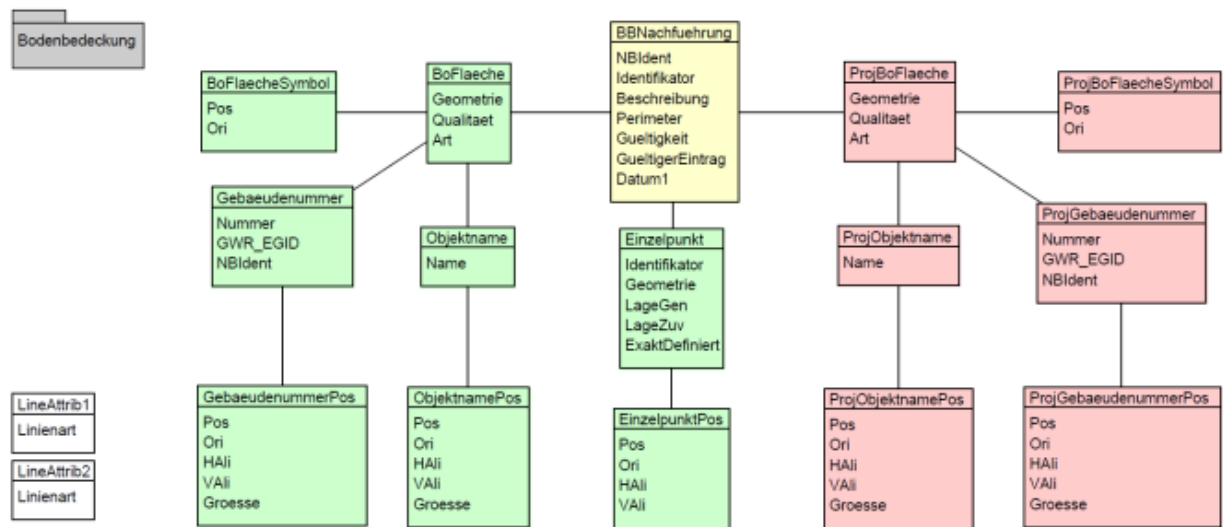 Bodenbedeckung
BoFlaecheSymbol
Pos
Ori
BoFlaeche
Geometrie
Qualitaet
Art
BBNachfuehrung
NBIdent
Identifikator
Beschreibung
Perimeter
Gueltigkeit
GueltigerEintrag
Datum1
ProjBoFlaeche
Geometrie
Qualitaet
Art
ProjBoFlaecheSymbol
Pos
Ori
Gebaeudenummer
Nummer
GWR_EGID
NBIdent
Objektname
Name
Einzelpunkt
Identifikator
Geometrie
LageGen
LageZuv
ExaktDefiniert
ProjObjektname
Name
ProjGebaeudenummer
Nummer
GWR_EGID
NBIdent
LineAttrib1
Linienart
LineAttrib2
Linienart
GebaeudenummerPos
Pos
Ori
HAli
VAli
Groesse
ObjektnamePos
Pos
Ori
HAli
VAli
Groesse
EinzelpunktPos
Pos
Ori
HAli
VAli
ProjObjektnamePos
Pos
Ori
HAli
VAli
Groesse
ProjGebaeudenummerPos
Pos
Ori
HAli
VAli
Groesse